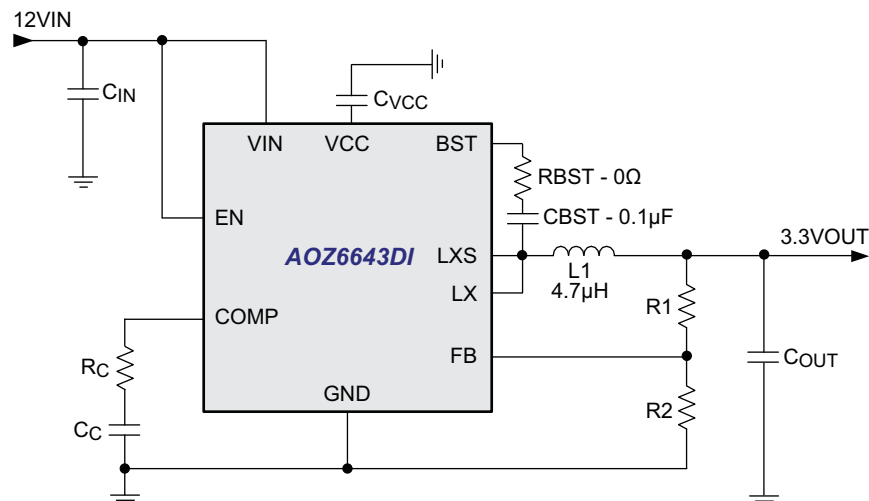 12VIN
CIN
CVCC
VIN
VCC
BST
RBST - 0Ω
CBST - 0.1µF
EN
AOZ6643DI
LXS
3.3VOUT
L1
4.7µH
LX
R1
COMP
FB
COUT
RC
GND
R2
CC